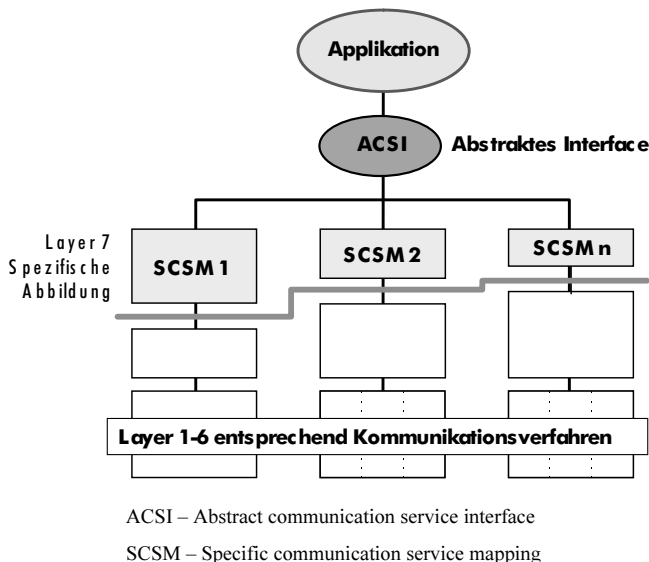 Applikation
ACSI
Abstraktes Interface
Layer 7
Spezifische
Abbildung
SCSM 1
SCSM 2
SCSM n
Layer 1-6 entsprechend Kommunikationsverfahren
ACSI – Abstract communication service interface
SCSM – Specific communication service mapping